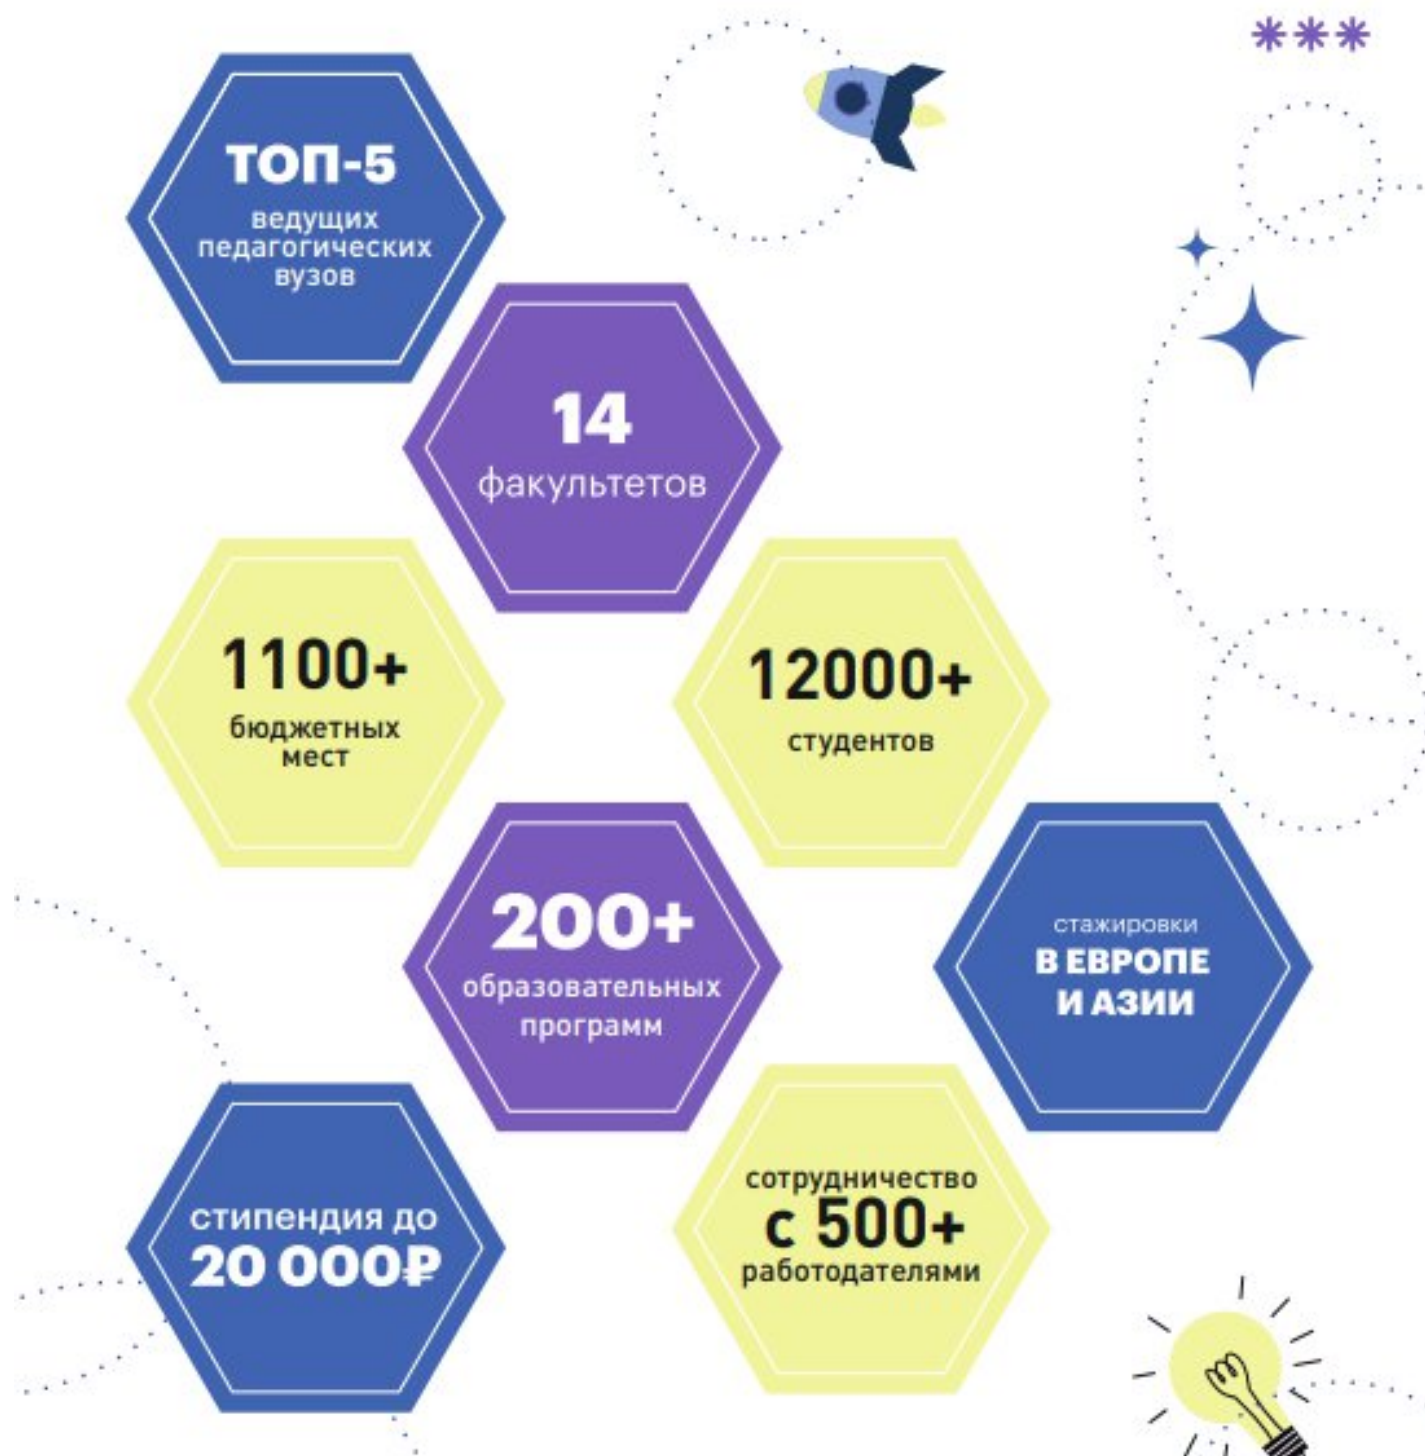 ТОП-5
ведущих
педагогических
вузов
14
факультетов
1100+
бюджетных
мест
12000+
студентов
200+
образовательных
программ
стажировки
В ЕВРОПЕ
И АЗИИ
стипендия до
20 000₽
сотрудничество
с 500+
работодателями